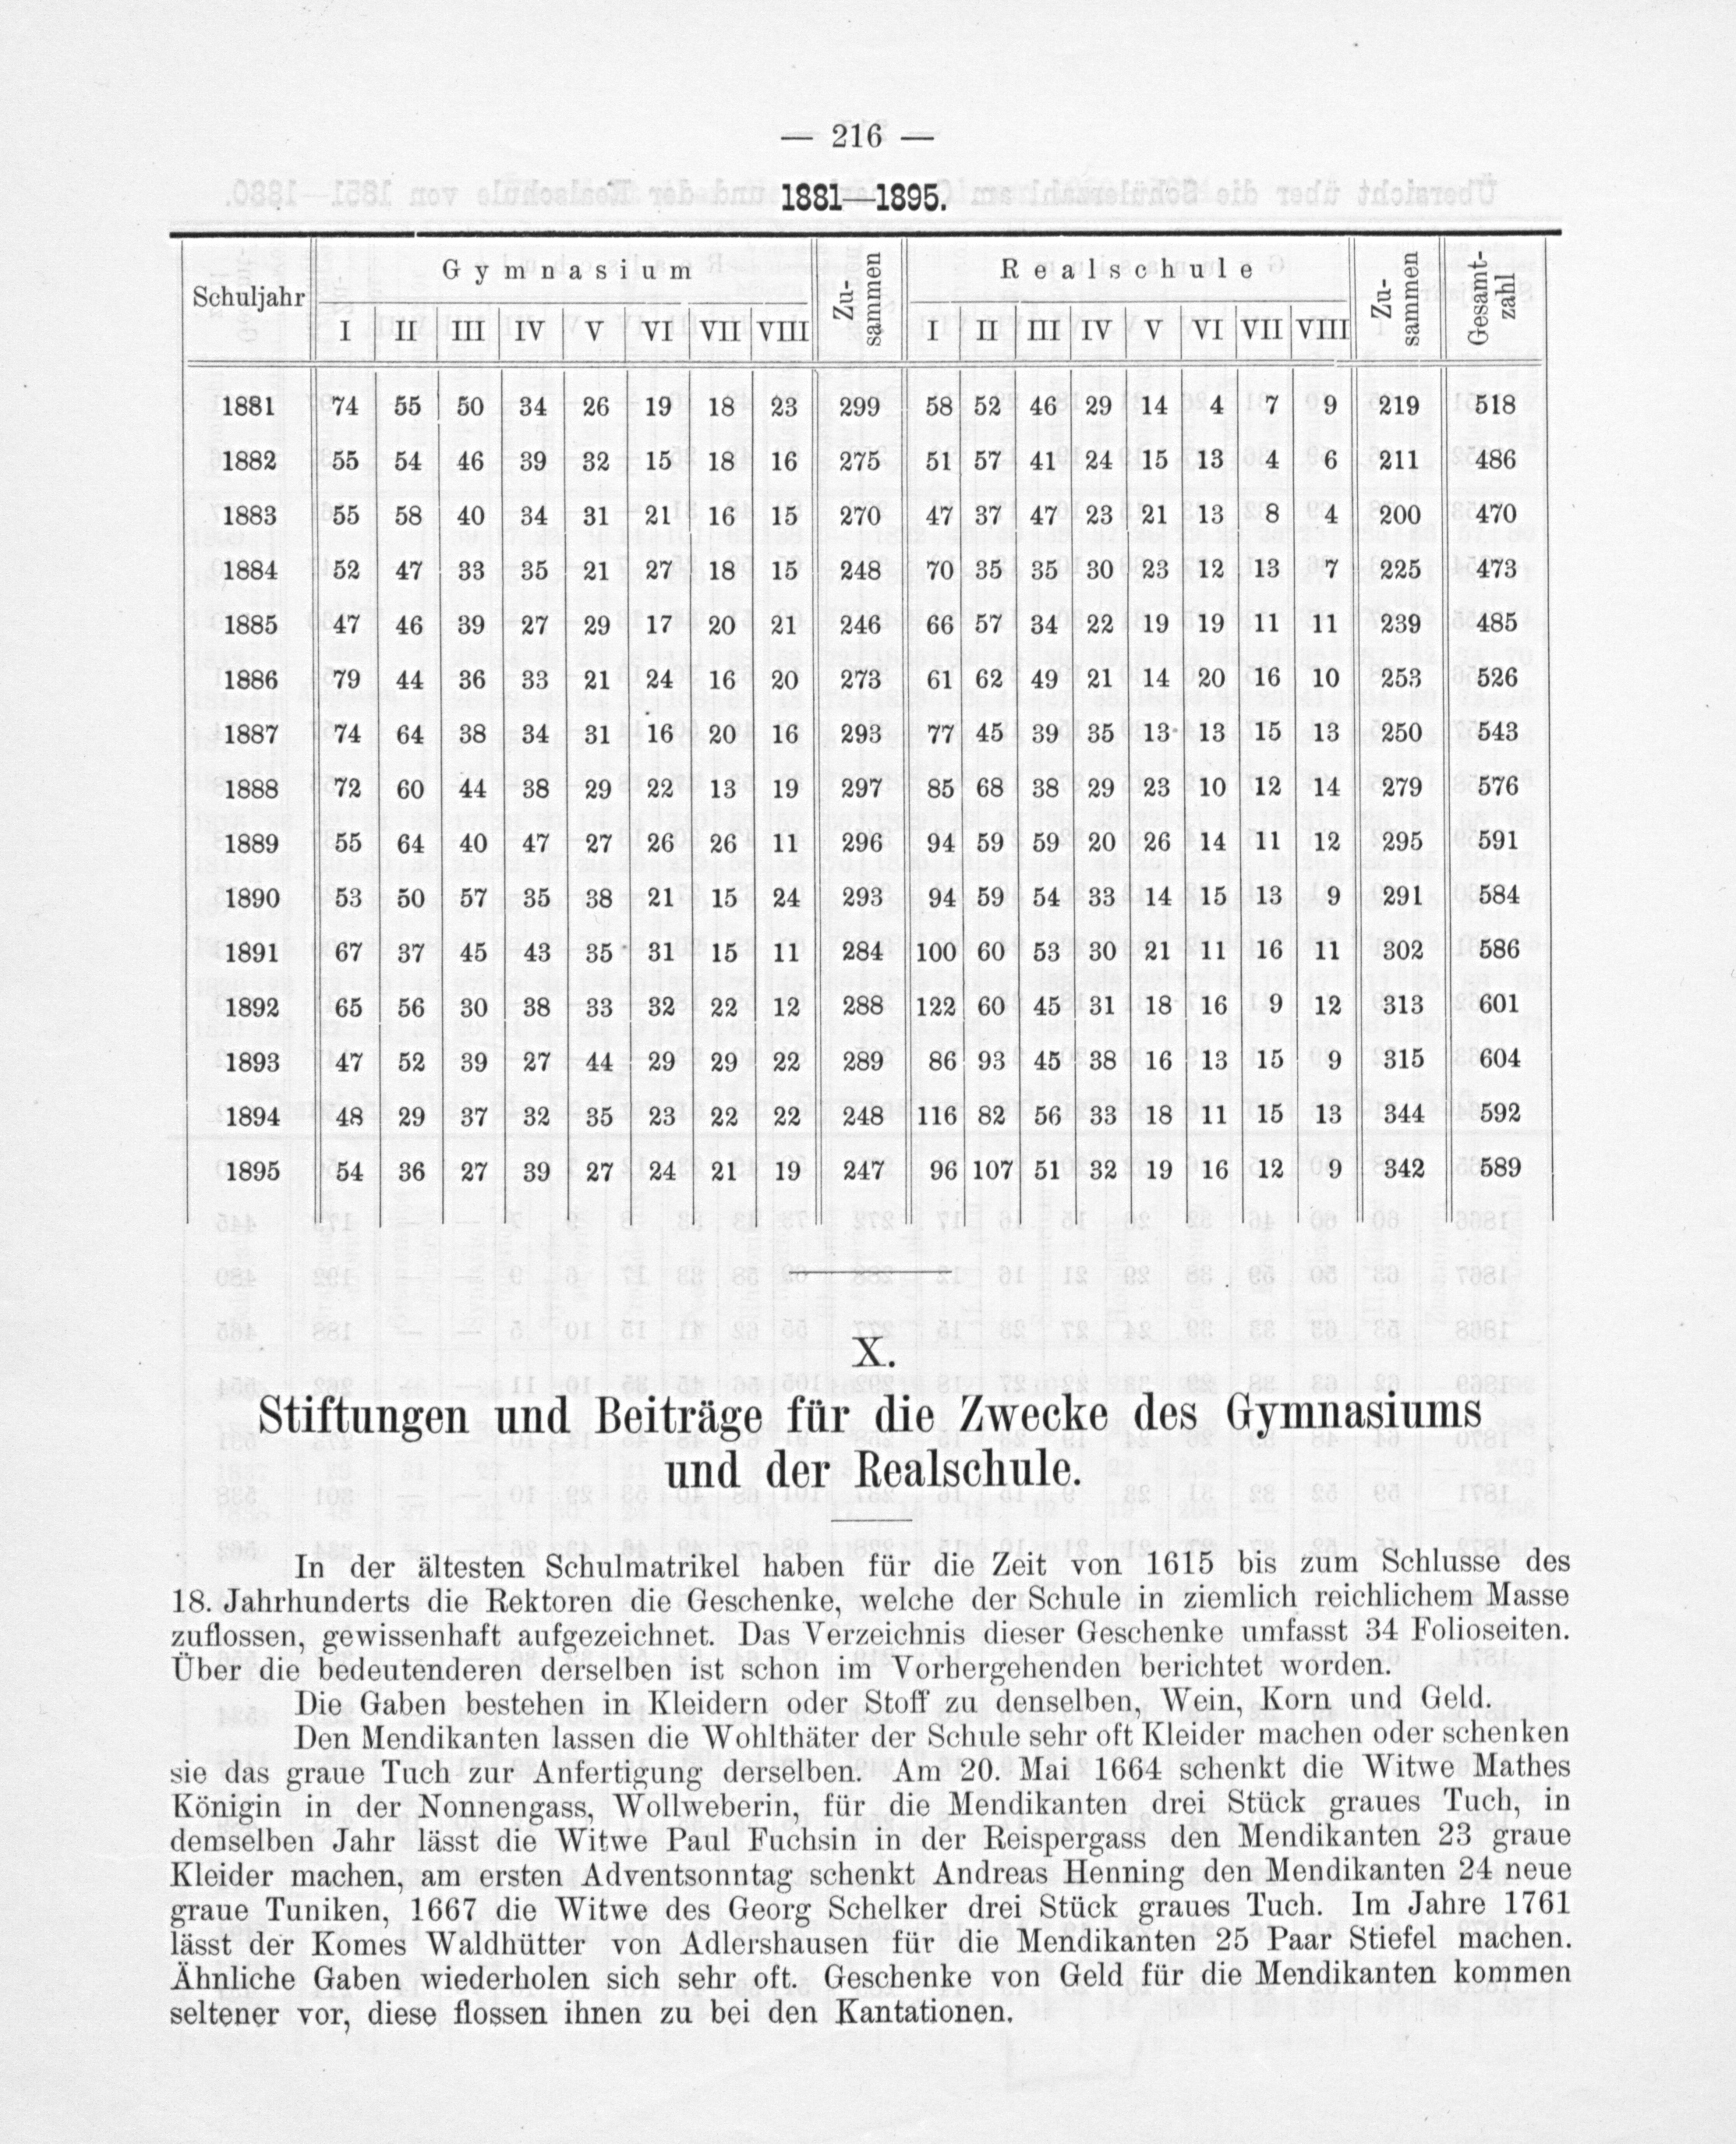 — 216 —
1881—1895.
Schuljahr Gymnasium Zu-sammen Realschule Zu-sammen Gesamt-zahl
I II III IV V VI VII VIII I II III IV V VI VII VIII
1881 74 55 50 34 26 19 18 23 299 58 52 46 29 14 4 7 9 219 518
1882 55 54 46 39 32 15 18 16 275 51 57 41 24 15 13 4 6 211 486
1883 55 58 40 34 31 21 16 15 270 47 37 47 23 21 13 8 4 200 470
1884 52 47 33 35 21 27 18 15 248 70 35 35 30 23 12 13 7 225 473
1885 47 46 39 27 29 17 20 21 246 66 57 34 22 19 19 11 11 239 485
1886 79 44 36 33 21 24 16 20 273 61 62 49 21 14 20 16 10 253 526
1887 74 64 38 34 31 16 20 16 293 77 45 39 35 13 13 15 13 250 543
1888 72 60 44 38 29 22 13 19 297 85 68 38 29 23 10 12 14 279 576
1889 55 64 40 47 27 26 26 11 296 94 59 59 20 26 14 11 12 295 591
1890 53 50 57 35 38 21 15 24 293 94 59 54 33 14 15 13 9 291 584
1891 67 37 45 43 35 31 15 11 284 100 60 53 30 21 11 16 11 302 586
1892 65 56 30 38 33 32 22 12 288 122 60 45 31 18 16 9 12 313 601
1893 47 52 39 27 44 29 29 22 289 86 93 45 38 16 13 15 9 315 604
1894 48 29 37 32 35 23 22 22 248 116 82 56 33 18 11 15 13 344 592
1895 54 36 27 39 27 24 21 19 247 96 107 51 32 19 16 12 9 342 589
X.
Stiftungen und Beiträge für die Zwecke des Gymnasiums
und der Realschule.
In der ältesten Schulmatrikel haben für die Zeit von 1615 bis zum Schlusse des
18. Jahrhunderts die Rektoren die Geschenke, welche der Schule in ziemlich reichlichem Masse
zuflossen, gewissenhaft aufgezeichnet. Das Verzeichnis dieser Geschenke umfasst 34 Folioseiten.
Über die bedeutenderen derselben ist schon im Vorhergehenden berichtet worden.
Die Gaben bestehen in Kleidern oder Stoff zu denselben, Wein, Korn und Geld.
Den Mendikanten lassen die Wohlthäter der Schule sehr oft Kleider machen oder schenken
sie das graue Tuch zur Anfertigung derselben. Am 20. Mai 1664 schenkt die Witwe Mathes
Königin in der Nonnengass, Wollweberin, für die Mendikanten drei Stück graues Tuch, in
demselben Jahr lässt die Witwe Paul Fuchsin in der Reispergass den Mendikanten 23 graue
Kleider machen, am ersten Adventsonntag schenkt Andreas Henning den Mendikanten 24 neue
graue Tuniken, 1667 die Witwe des Georg Schelker drei Stück graues Tuch. Im Jahre 1761
lässt der Komes Waldhütter von Adlershausen für die Mendikanten 25 Paar Stiefel machen.
Ähnliche Gaben wiederholen sich sehr oft. Geschenke von Geld für die Mendikanten kommen
seltener vor, diese flossen ihnen zu bei den Kantationen.